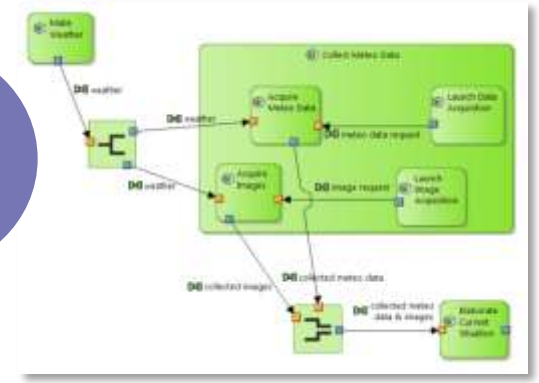 Make
Weather
Collect Meteo Data
weather
weather
Acquire
Meteo Data
Launch Data
Acquisition
meteo data request
weather
Acquire
Images
image request
Launch
Image
Acquisition
collected meteo data
collected images
collected meteo
data & images
Elaborate
Current
Situation